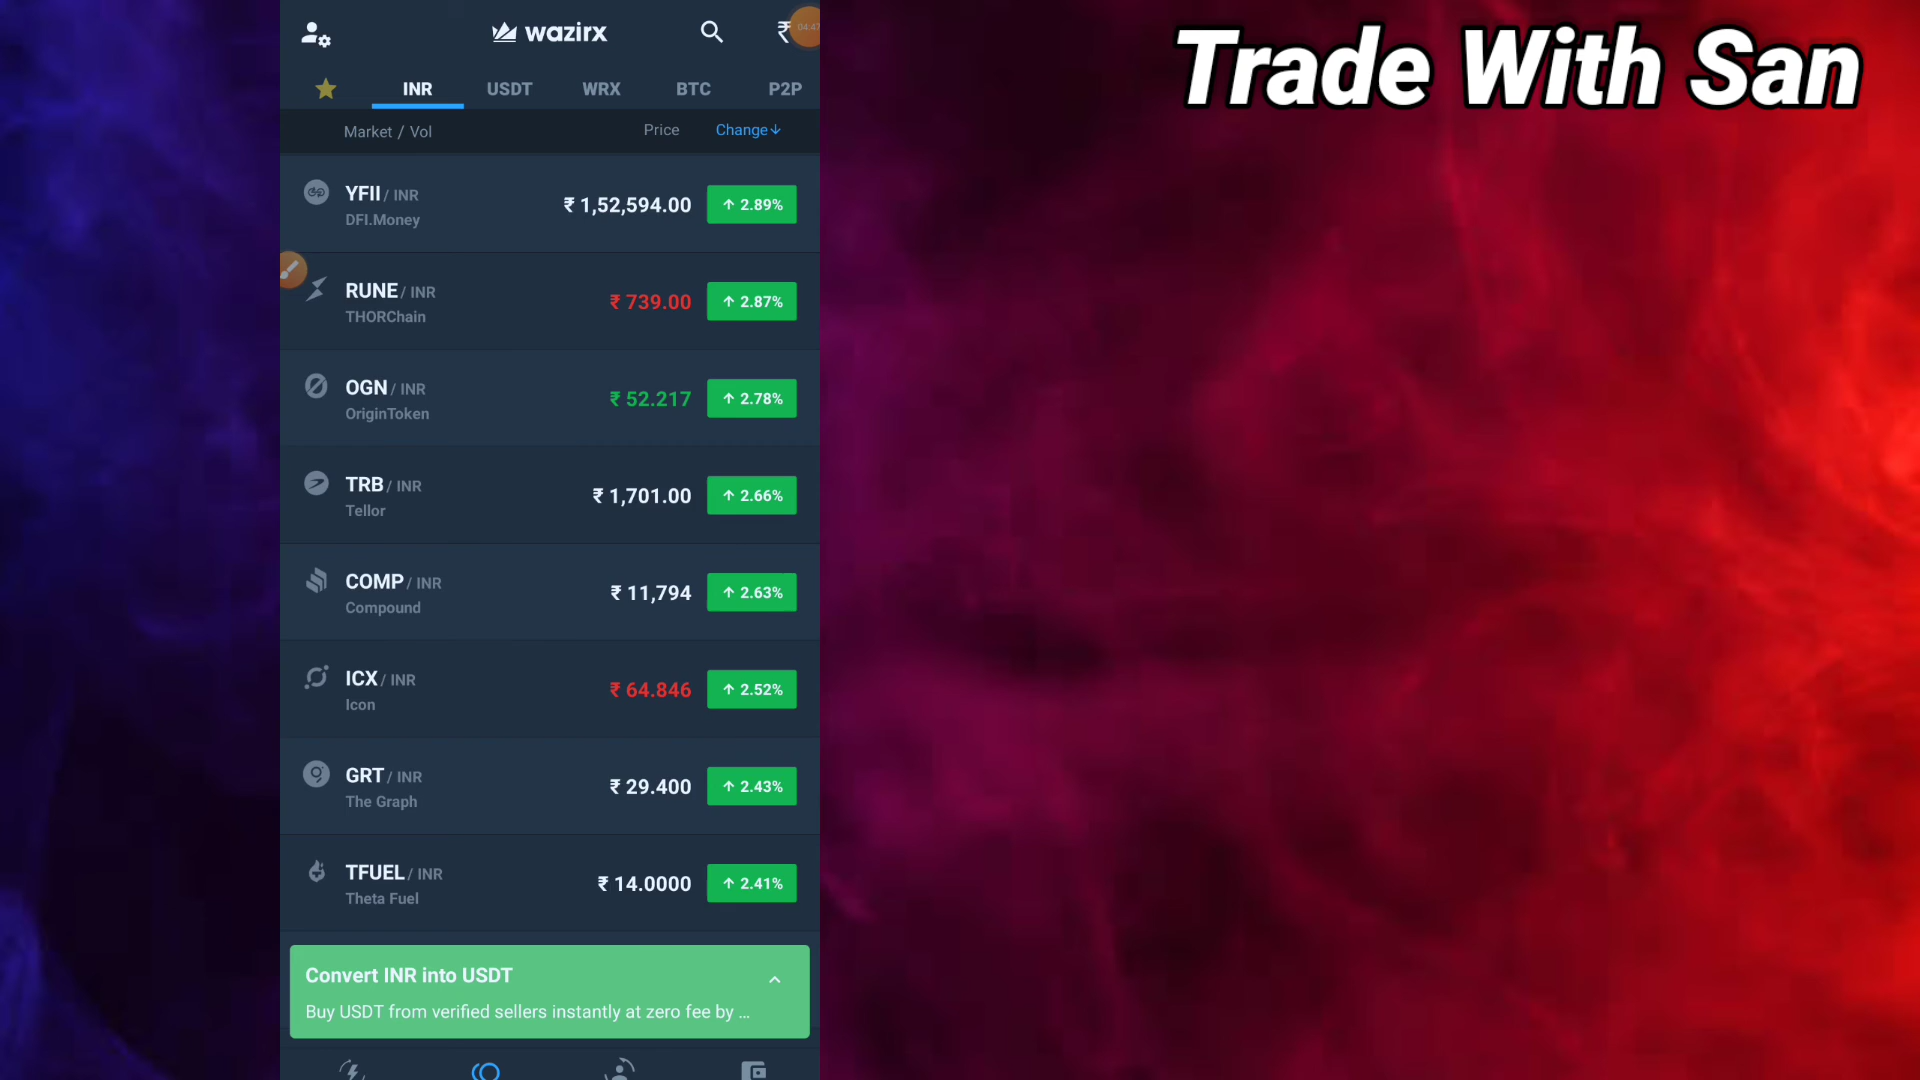 Trade With San
wazirx
₹
04:47
INR USDT WRX BTC P2P
Market / Vol Price Change↓
YFII / INR
DFI.Money
₹ 1,52,594.00
↑ 2.89%
RUNE / INR
THORChain
₹ 739.00
↑ 2.87%
OGN / INR
OriginToken
₹ 52.217
↑ 2.78%
TRB / INR
Tellor
₹ 1,701.00
↑ 2.66%
COMP / INR
Compound
₹ 11,794
↑ 2.63%
ICX / INR
Icon
₹ 64.846
↑ 2.52%
GRT / INR
The Graph
₹ 29.400
↑ 2.43%
TFUEL / INR
Theta Fuel
₹ 14.0000
↑ 2.41%
Convert INR into USDT
Buy USDT from verified sellers instantly at zero fee by ...